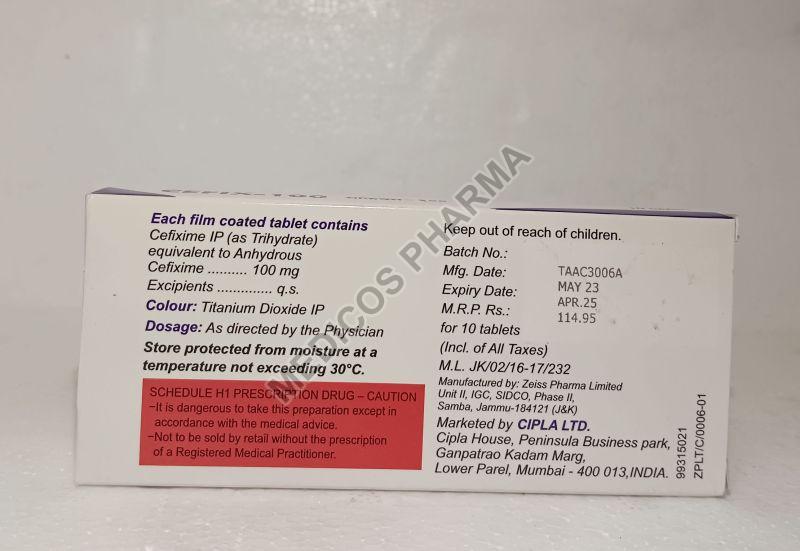 CEFIX-100
Each film coated tablet contains
Cefixime IP (as Trihydrate)
equivalent to Anhydrous
Cefixime .......... 100 mg
Excipients .............. q.s.
Colour: Titanium Dioxide IP
Dosage: As directed by the Physician
Store protected from moisture at a
temperature not exceeding 30°C.
SCHEDULE H1 PRESCRIPTION DRUG – CAUTION
–It is dangerous to take this preparation except in
accordance with the medical advice.
–Not to be sold by retail without the prescription
of a Registered Medical Practitioner.
Keep out of reach of children.
Batch No.:
Mfg. Date: TAAC3006A
Expiry Date: MAY 23
M.R.P. Rs.: APR.25
for 10 tablets 114.95
(Incl. of All Taxes)
M.L. JK/02/16-17/232
Manufactured by: Zeiss Pharma Limited
Unit II, IGC, SIDCO, Phase II,
Samba, Jammu-184121 (J&K)
Marketed by CIPLA LTD.
Cipla House, Peninsula Business park,
Ganpatrao Kadam Marg,
Lower Parel, Mumbai - 400 013,INDIA.
99315021
ZPLT/C/0006-01
MEDICOS PHARMA